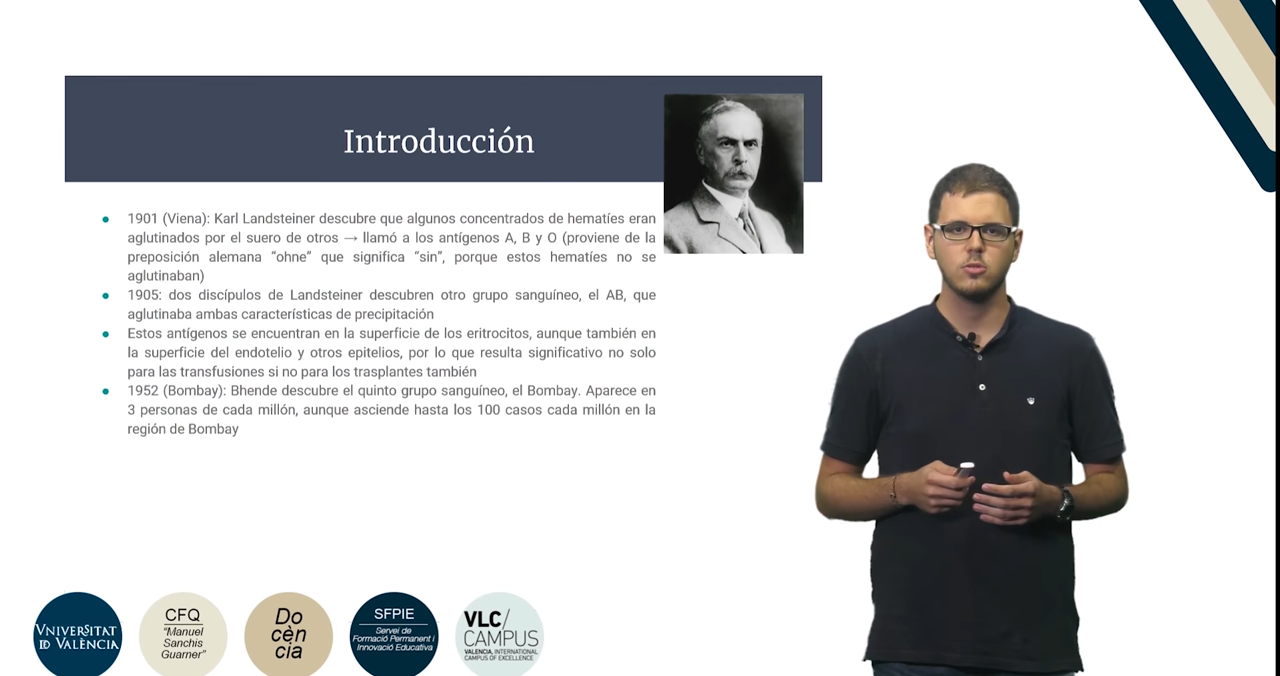 Introducción
1901 (Viena): Karl Landsteiner descubre que algunos concentrados de hematíes eran
aglutinados por el suero de otros → llamó a los antígenos A, B y O (proviene de la
preposición alemana “ohne” que significa “sin”, porque estos hematíes no se
aglutinaban)
1905: dos discípulos de Landsteiner descubren otro grupo sanguíneo, el AB, que
aglutinaba ambas características de precipitación
Estos antígenos se encuentran en la superficie de los eritrocitos, aunque también en
la superficie del endotelio y otros epitelios, por lo que resulta significativo no solo
para las transfusiones si no para los trasplantes también
1952 (Bombay): Bhende descubre el quinto grupo sanguíneo, el Bombay. Aparece en
3 personas de cada millón, aunque asciende hasta los 100 casos cada millón en la
región de Bombay
VNIVERSITAT
ID VALÈNCIA
CFQ
“Manuel
Sanchis
Guarner”
Do
cèn
cia
SFPIE
Servei de
Formació Permanent i
Innovació Educativa
VLC/
CAMPUS
VALENCIA, INTERNATIONAL
CAMPUS OF EXCELLENCE